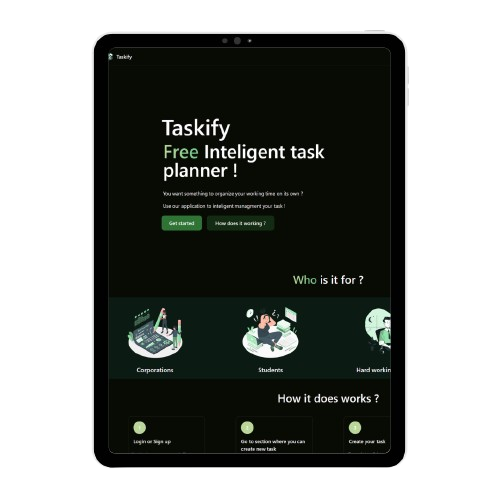 Taskify
Taskify
Free Inteligent task
planner !
You want something to organize your working time on its own ?
Use our application to inteligent managment your task !
Get started
How does it working ?
Who is it for ?
Corporations
Students
Hard workin
How it does works ?
Login or Sign up
Go to section where you can
create new task
Create your task